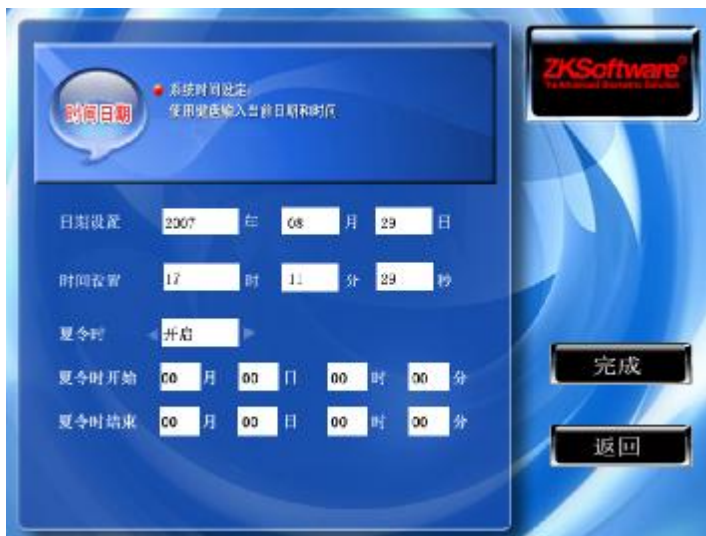 ZKSoftware®
时间日期
系统时间设定:
使用键盘输入当前日期和时间
日期设置 2007 年 08 月 29 日
时间设置 17 时 11 分 29 秒
夏令时 开启
夏令时开始 00 月 00 日 00 时 00 分
夏令时结束 00 月 00 日 00 时 00 分
完成
返回